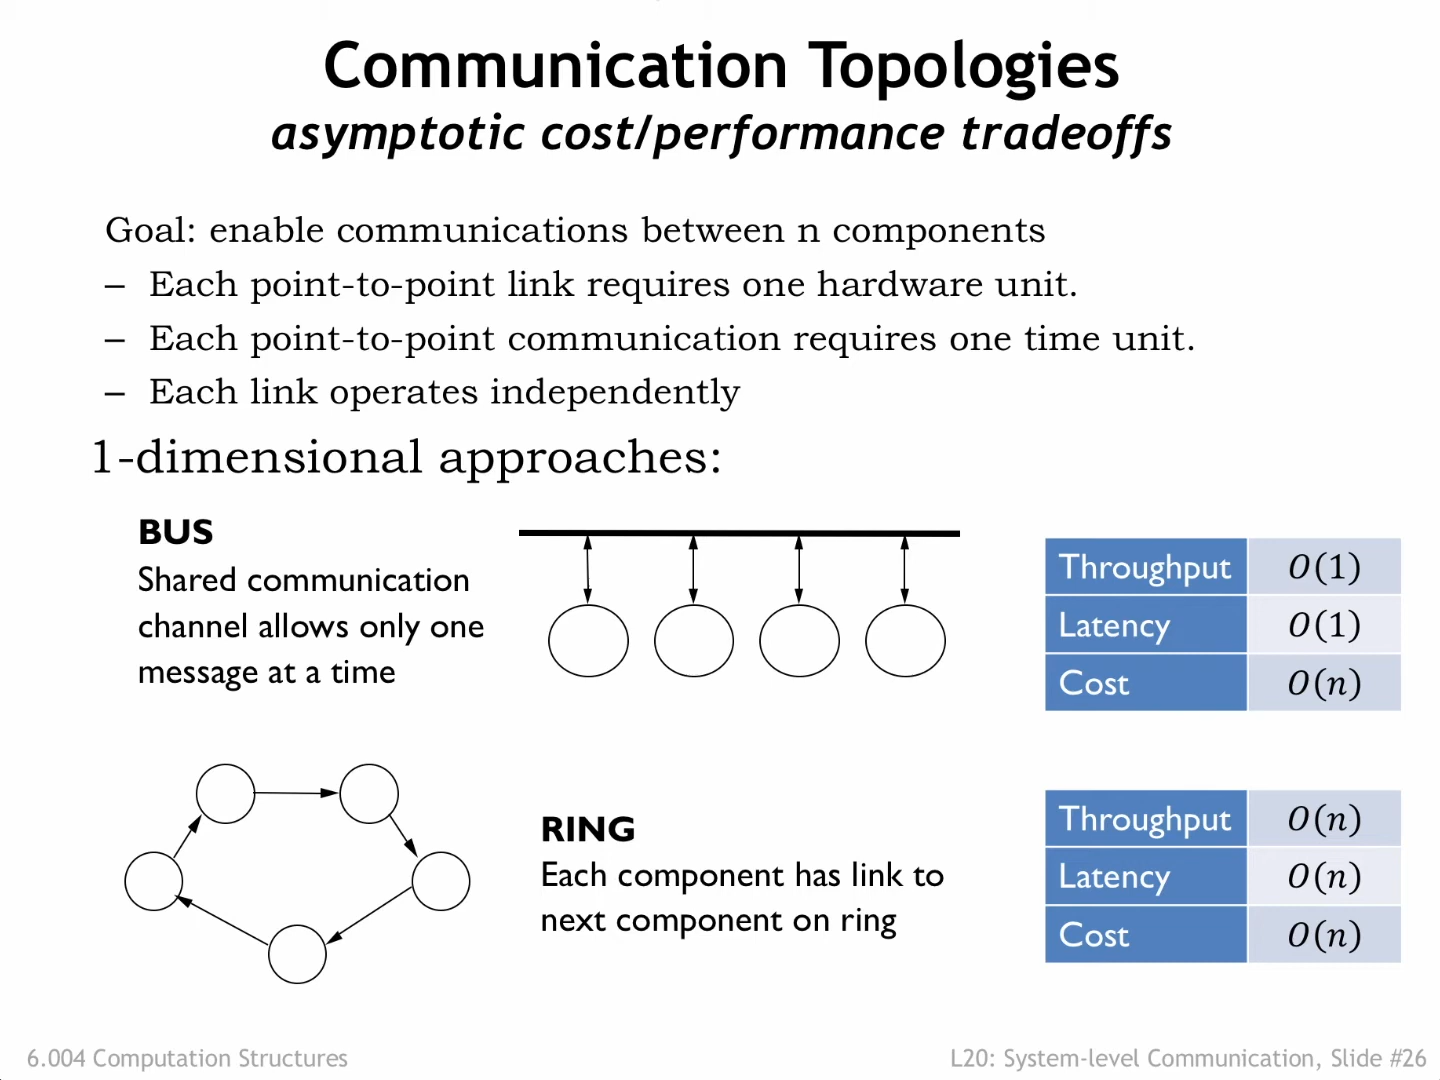 Communication Topologies
asymptotic cost/performance tradeoffs
Goal: enable communications between n components
– Each point-to-point link requires one hardware unit.
– Each point-to-point communication requires one time unit.
– Each link operates independently
1-dimensional approaches:
BUS
Shared communication
channel allows only one
message at a time
Throughput O(1)
Latency O(1)
Cost O(n)
RING
Each component has link to
next component on ring
Throughput O(n)
Latency O(n)
Cost O(n)
6.004 Computation Structures
L20: System-level Communication, Slide #26